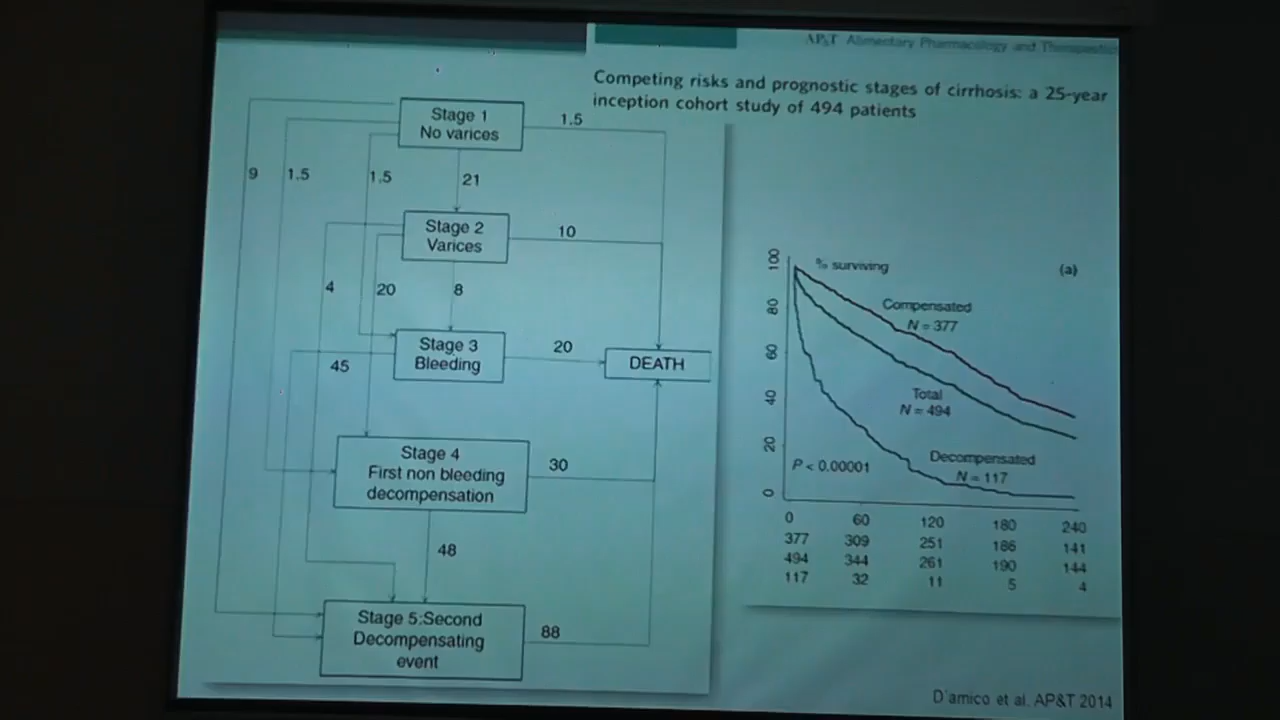 AP&T Alimentary Pharmacology and Therapeutics
Competing risks and prognostic stages of cirrhosis: a 25-year
inception cohort study of 494 patients
Stage 1
No varices
1.5
9
1.5
1.5
21
Stage 2
Varices
10
4
20
8
Stage 3
Bleeding
20
DEATH
45
Stage 4
First non bleeding
decompensation
30
48
Stage 5:Second
Decompensating
event
88
% surviving
(a)
100
80
60
40
20
0
Compensated
N = 377
Total
N = 494
Decompensated
N = 117
P < 0.00001
0 60 120 180 240
377 309 251 186 141
494 344 261 190 144
117 32 11 5 4
D'amico et al. AP&T 2014